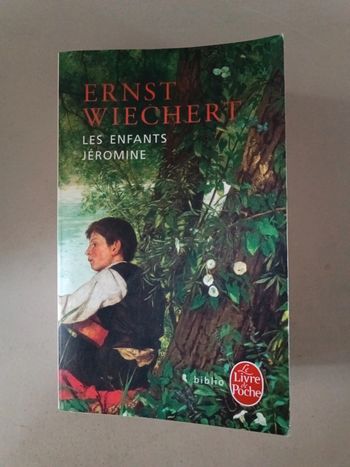 ERNST
WIECHERT
LES ENFANTS
JÉROMINE
biblio
Le
Livre
de
Poche